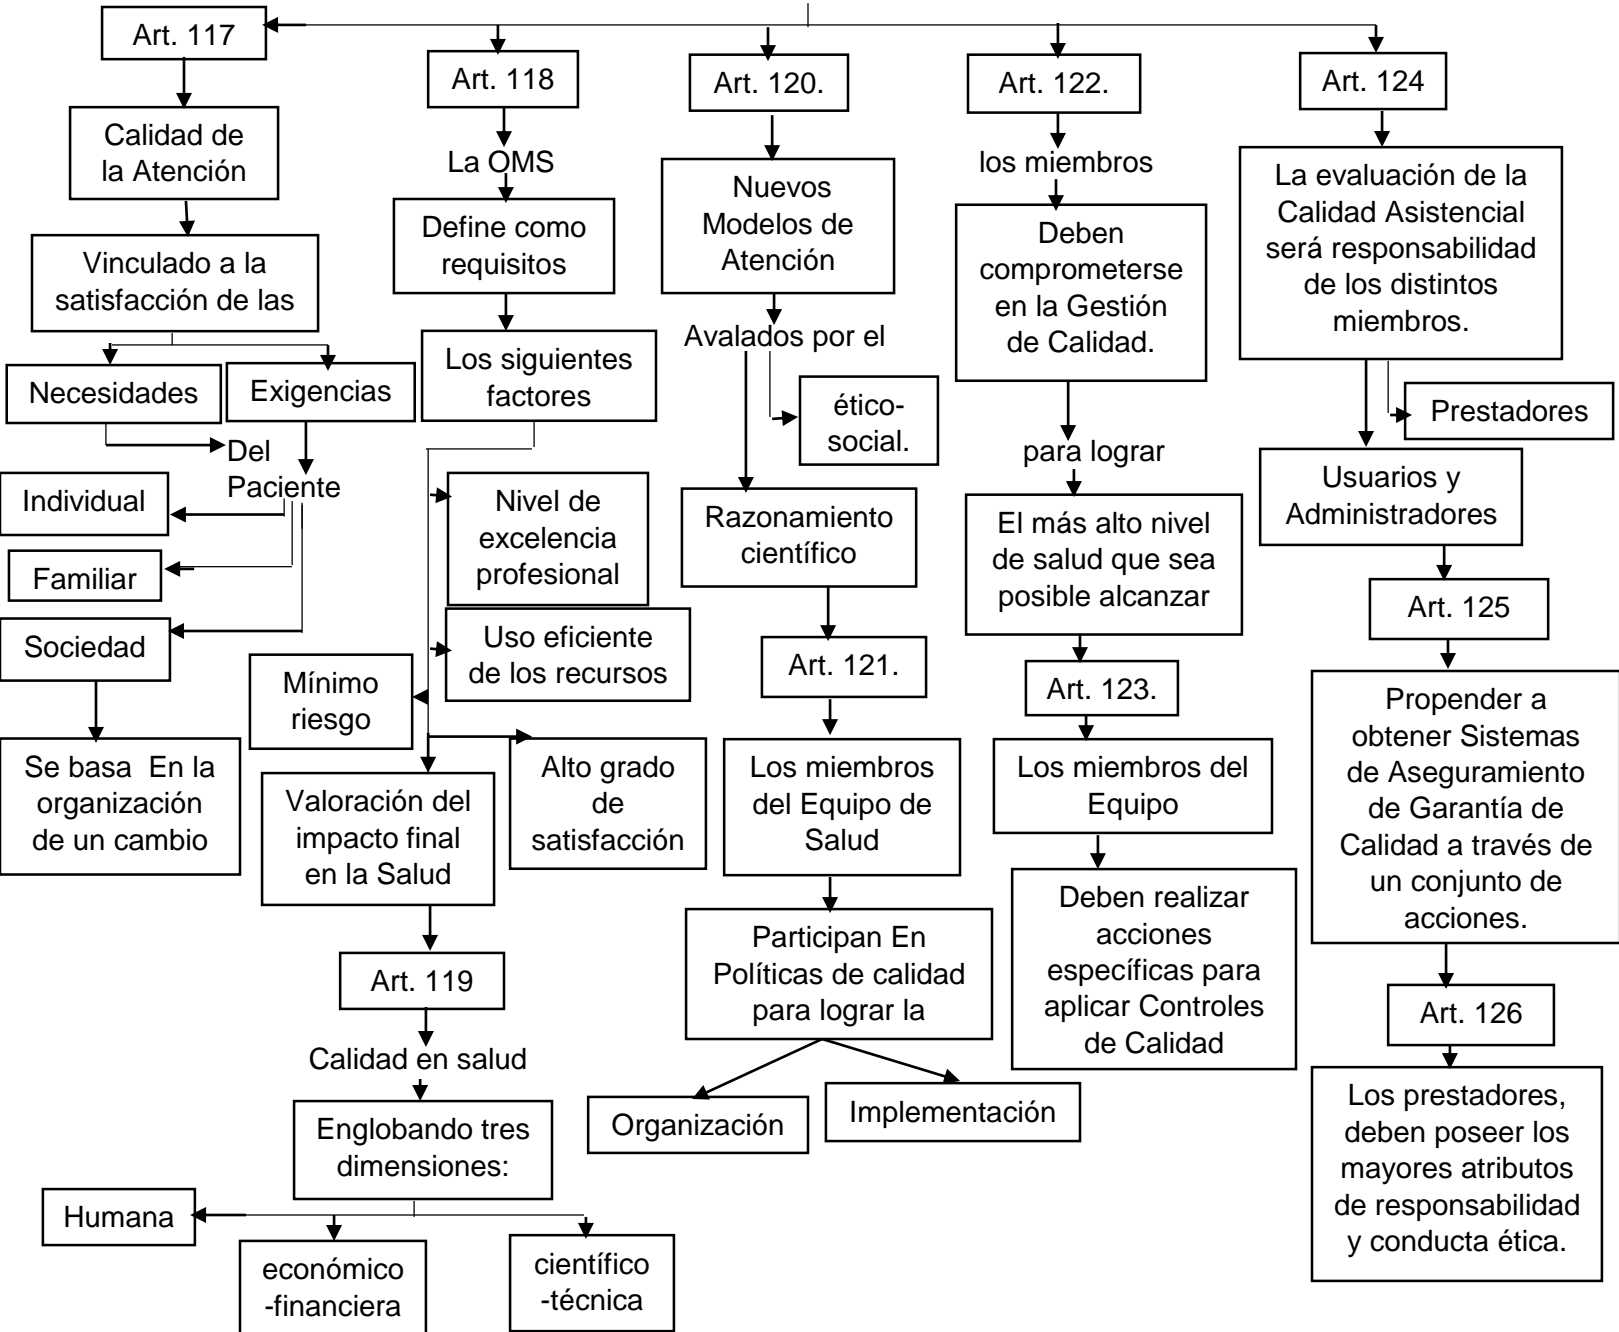 Art. 117
Calidad de
la Atención
Vinculado a la
satisfacción de las
Necesidades
Exigencias
Del
Paciente
Individual
Familiar
Sociedad
Se basa  En la
organización
de un cambio
Art. 118
La OMS
Define como
requisitos
Los siguientes
factores
Nivel de
excelencia
profesional
Uso eficiente
de los recursos
Mínimo
riesgo
Alto grado
de
satisfacción
Valoración del
impacto final
en la Salud
Art. 119
Calidad en salud
Englobando tres
dimensiones:
Humana
económico
-financiera
científico
-técnica
Art. 120.
Nuevos
Modelos de
Atención
Avalados por el
ético-
social.
Razonamiento
científico
Art. 121.
Los miembros
del Equipo de
Salud
Participan En
Políticas de calidad
para lograr la
Organización
Implementación
Art. 122.
los miembros
Deben
comprometerse
en la Gestión
de Calidad.
para lograr
El más alto nivel
de salud que sea
posible alcanzar
Art. 123.
Los miembros del
Equipo
Deben realizar
acciones
específicas para
aplicar Controles
de Calidad
Art. 124
La evaluación de la
Calidad Asistencial
será responsabilidad
de los distintos
miembros.
Prestadores
Usuarios y
Administradores
Art. 125
Propender a
obtener Sistemas
de Aseguramiento
de Garantía de
Calidad a través de
un conjunto de
acciones.
Art. 126
Los prestadores,
deben poseer los
mayores atributos
de responsabilidad
y conducta ética.